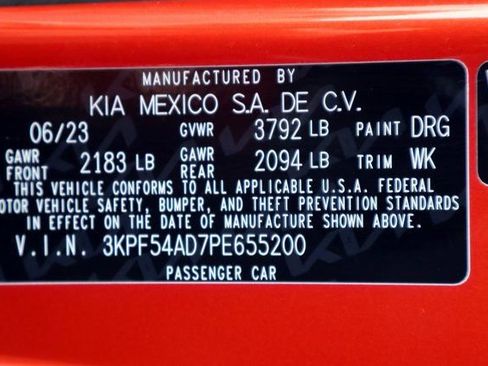 MANUFACTURED BY
KIA MEXICO S.A. DE C.V.
06/23 GVWR 3792 LB PAINT DRG
GAWR FRONT 2183 LB GAWR REAR 2094 LB TRIM WK
THIS VEHICLE CONFORMS TO ALL APPLICABLE U.S.A. FEDERAL
MOTOR VEHICLE SAFETY, BUMPER, AND THEFT PREVENTION STANDARDS
IN EFFECT ON THE DATE OF MANUFACTURE SHOWN ABOVE.
V.I.N. 3KPF54AD7PE655200
PASSENGER CAR